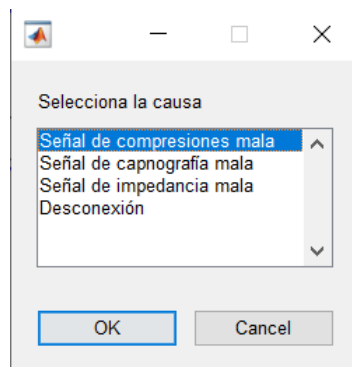 Selecciona la causa
Señal de compresiones mala
Señal de capnografía mala
Señal de impedancia mala
Desconexión
OK
Cancel